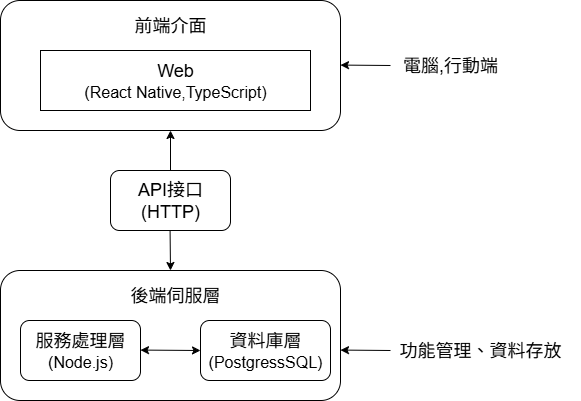 前端介面
Web
(React Native,TypeScript)
電腦,行動端
API接口
(HTTP)
後端伺服層
服務處理層
(Node.js)
資料庫層
(PostgressSQL)
功能管理、資料存放